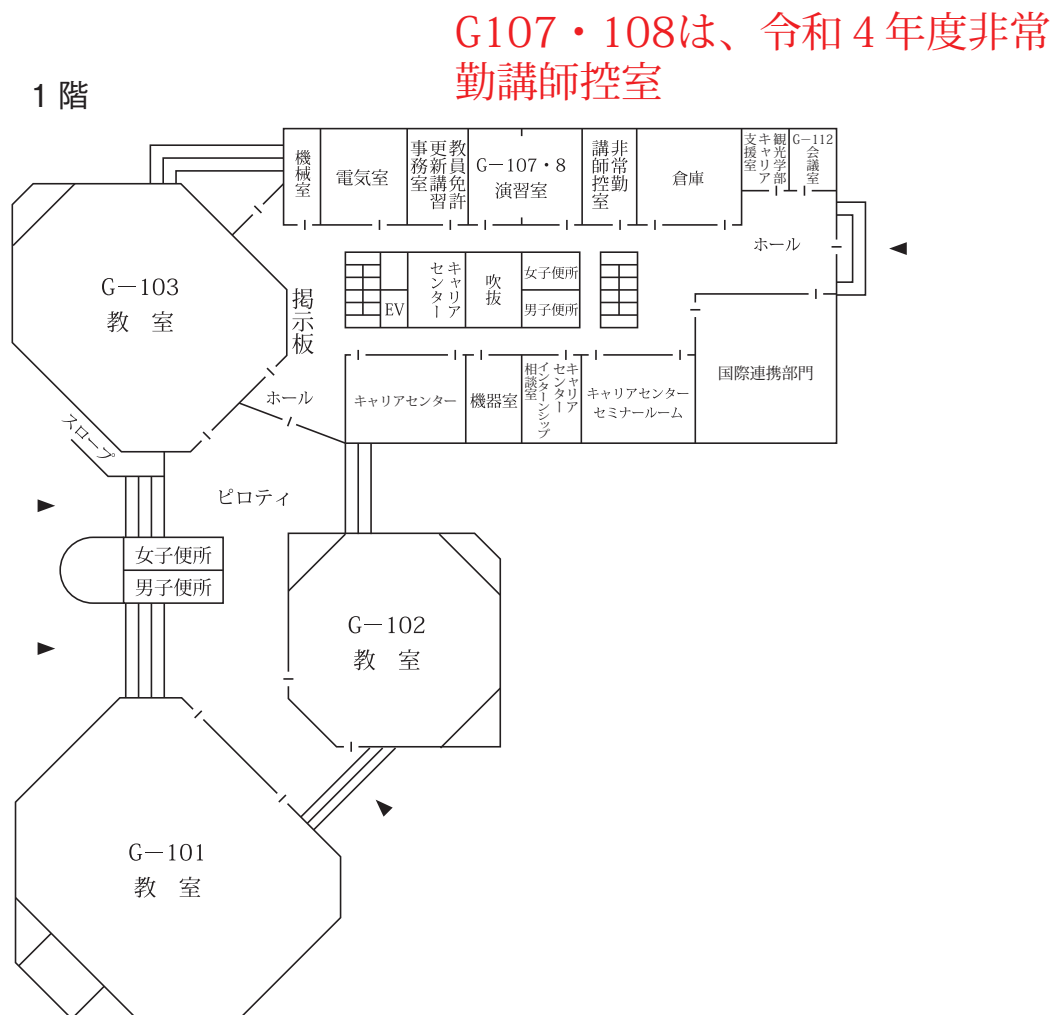 G107・108は、令和４年度非常
勤講師控室
1 階
機械室
電気室
教員免許
更新講習
事務室
G－107・8
演習室
非常勤
講師控室
倉庫
観光学部
キャリア
支援室
G－112
会議室
ホール
G－103
教　室
掲示板
EV
キャリア
センター
吹抜
女子便所
男子便所
ホール
キャリアセンター
機器室
キャリア
センター
インターンシップ
相談室
キャリアセンター
セミナールーム
国際連携部門
スロープ
ピロティ
女子便所
男子便所
G－102
教　室
G－101
教　室